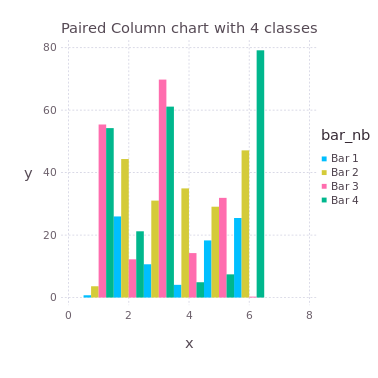 Paired Column chart with 4 classes
80
60
40
20
0
y
0 2 4 6 8
x
bar_nb
Bar 1
Bar 2
Bar 3
Bar 4